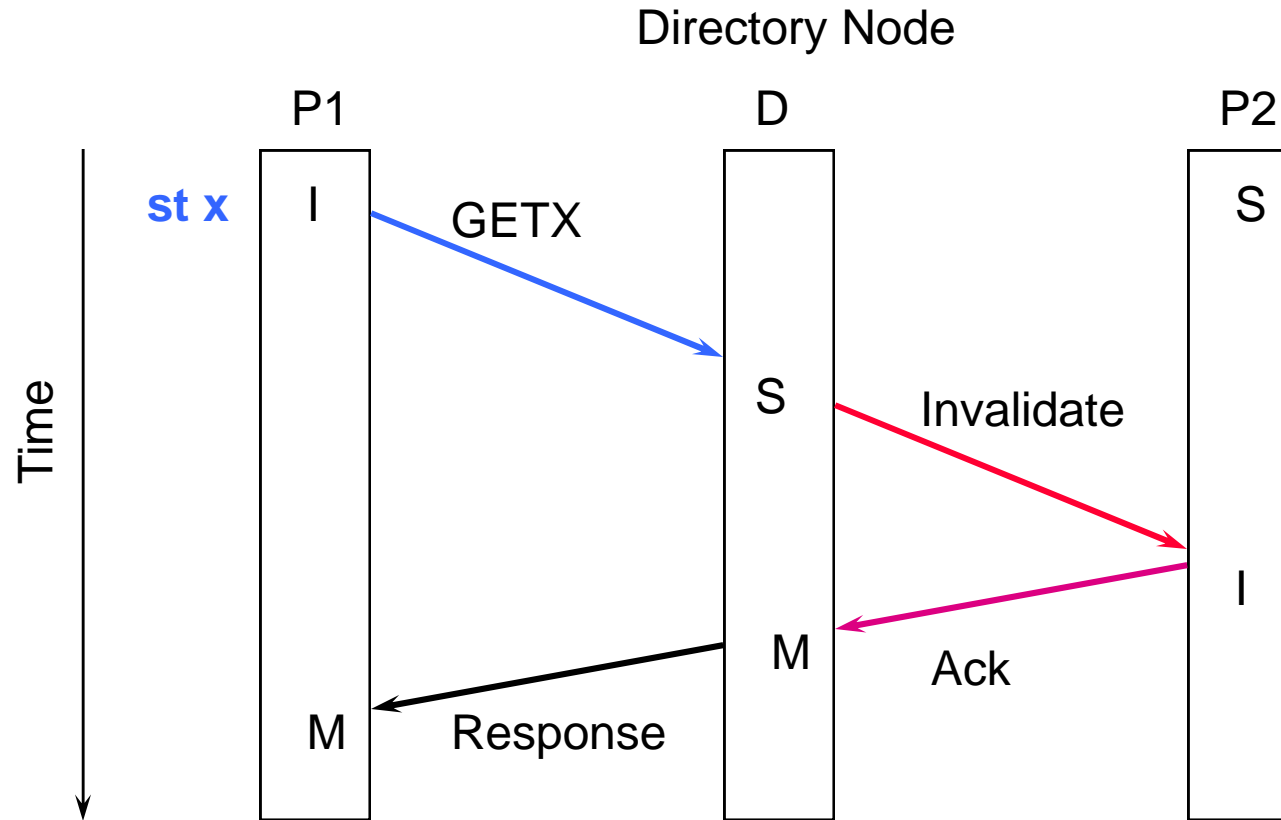 Directory Node
P1
D
P2
st x
I
GETX
S
S
Invalidate
Time
I
M
Ack
M
Response